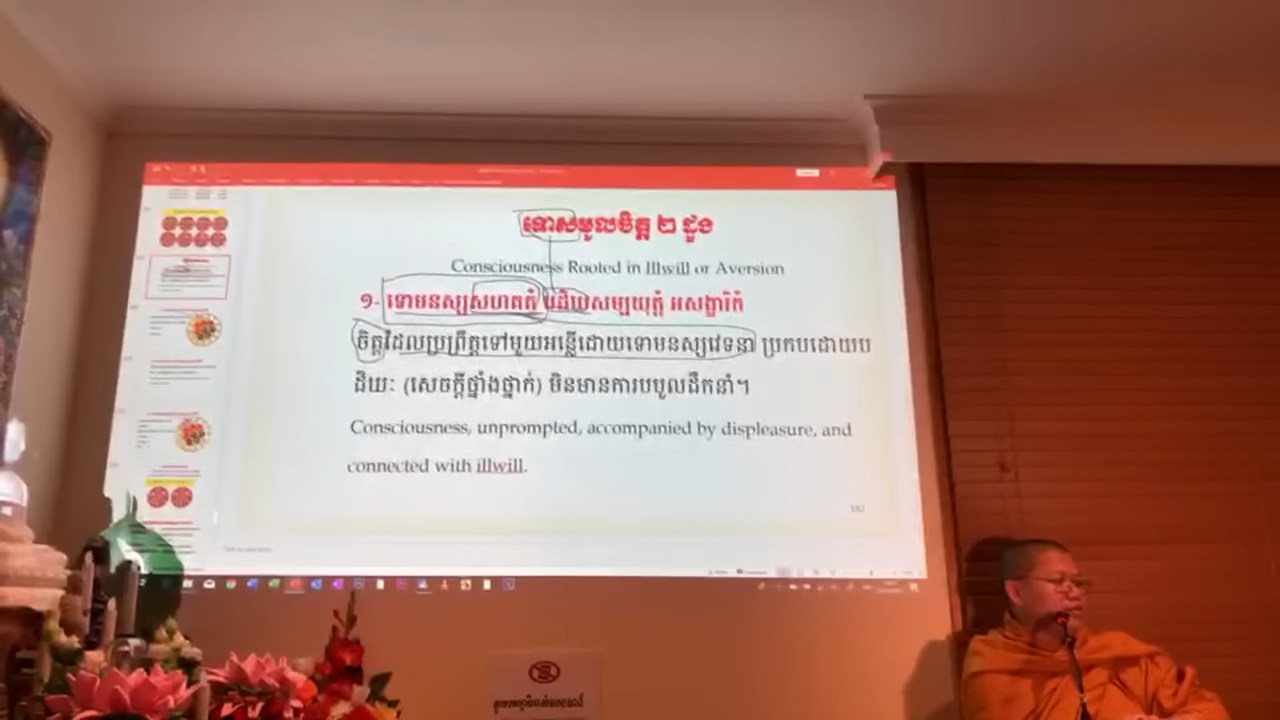 ទោសមូលចិត្ត ២ ដួង
Consciousness Rooted in Illwill or Aversion
១- ទោមនស្សសហគតំ បដិឃសម្បយុត្តំ អសង្ខារិកំ
ចិត្តដែលប្រព្រឹត្តទៅមួយអន្លើដោយទោមនស្សវេទនា ប្រកបដោយប
ដិឃៈ (សេចក្តីថ្នាំងថ្នាក់) មិនមានការបបួលដឹកនាំ។
Consciousness, unprompted, accompanied by displeasure, and
connected with illwill.